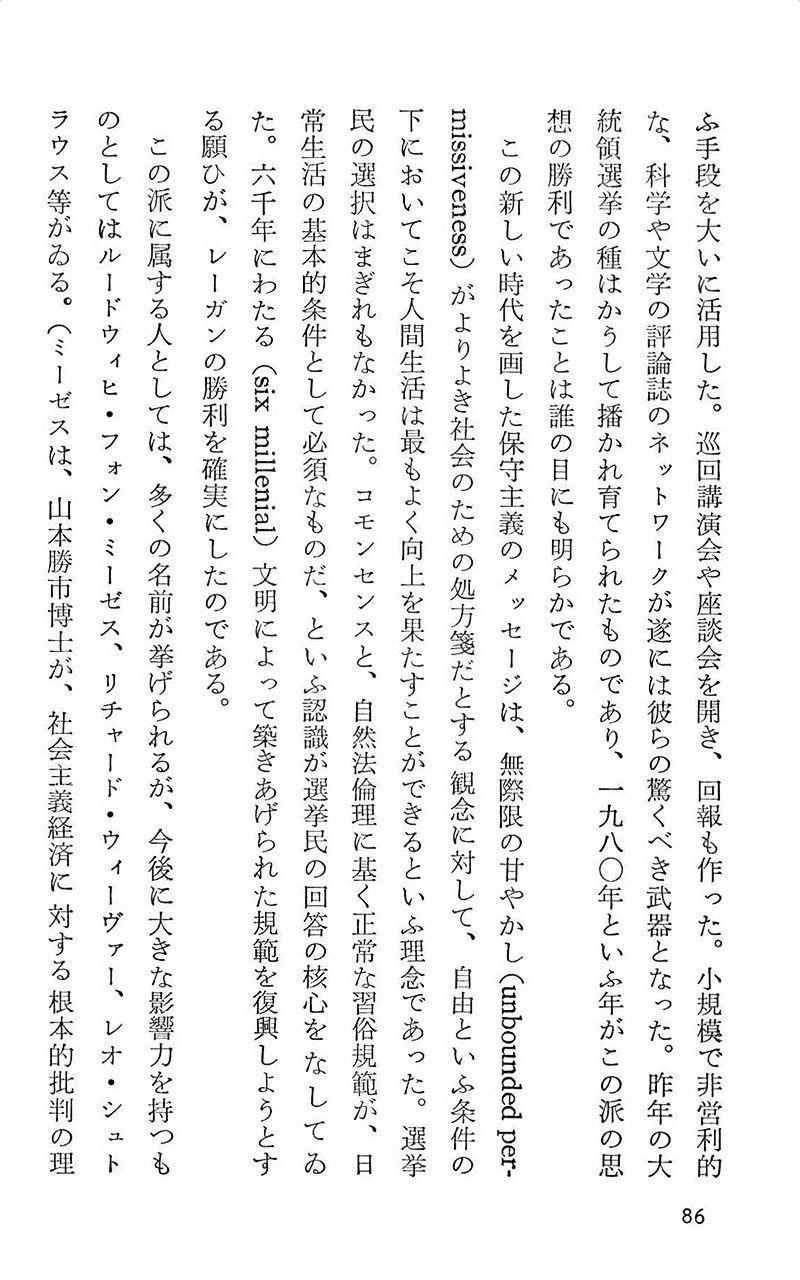 ふ手段を大いに活用した。巡回講演会や座談会を開き、回報も作った。小規模で非営利的
な、科学や文学の評論誌のネットワークが遂には彼らの驚くべき武器となった。昨年の大
統領選挙の種はかうして播かれ育てられたものであり、一九八〇年といふ年がこの派の思
想の勝利であったことは誰の目にも明らかである。
この新しい時代を画した保守主義のメッセージは、無際限の甘やかし(unbounded per-
missiveness)がよりよき社会のための処方箋だとする観念に対して、自由といふ条件の
下においてこそ人間生活は最もよく向上を果たすことができるといふ理念であった。選挙
民の選択はまぎれもなかった。コモンセンスと、自然法倫理に基く正常な習俗規範が、日
常生活の基本的条件として必須なものだ、といふ認識が選挙民の回答の核心をなしてゐ
た。六千年にわたる(six millenial)文明によって築きあげられた規範を復興しようとす
る願ひが、レーガンの勝利を確実にしたのである。
この派に属する人としては、多くの名前が挙げられるが、今後に大きな影響力を持つも
のとしてはルードウィヒ・フォン・ミーゼス、リチャード・ウィーヴァー、レオ・シュト
ラウス等がゐる。(ミーゼスは、山本勝市博士が、社会主義経済に対する根本的批判の理
86